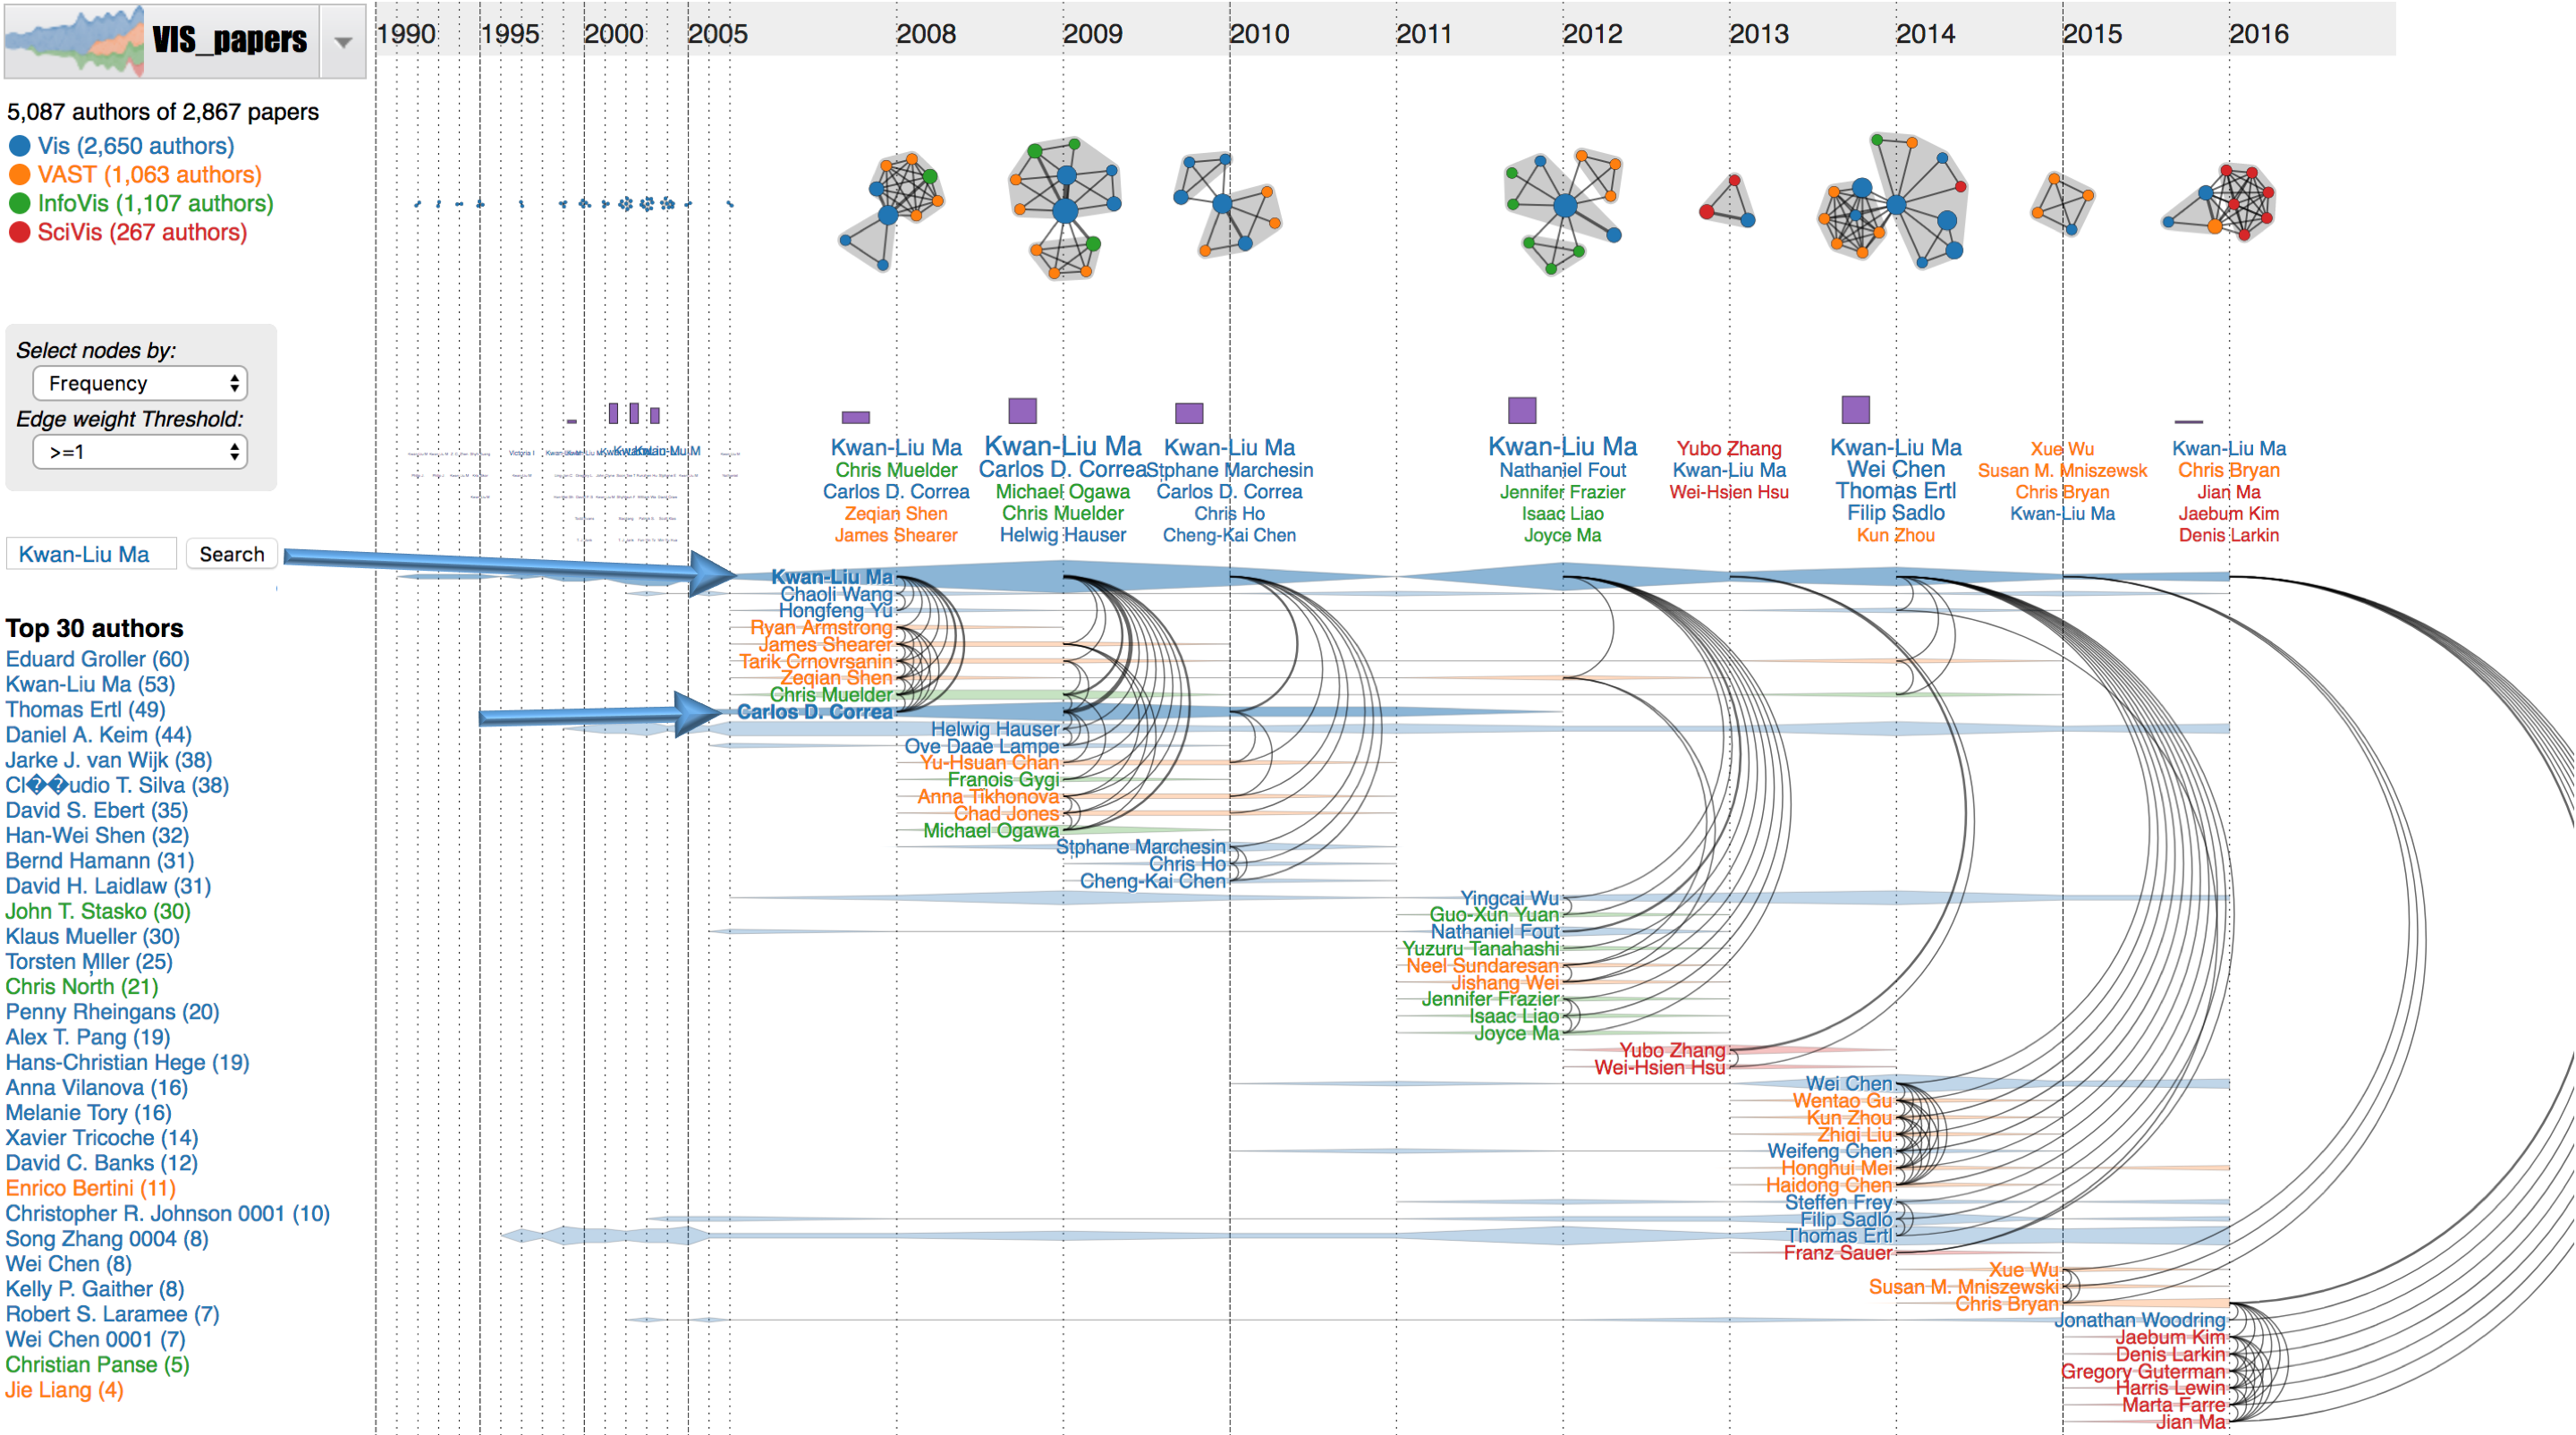 VIS_papers
1990 1995 2000 2005 2008 2009 2010 2011 2012 2013 2014 2015 2016
5,087 authors of 2,867 papers
Vis (2,650 authors)
VAST (1,063 authors)
InfoVis (1,107 authors)
SciVis (267 authors)
Select nodes by:
Frequency
Edge weight Threshold:
>=1
Kwan-Liu Ma
Search
Top 30 authors
Eduard Groller (60)
Kwan-Liu Ma (53)
Thomas Ertl (49)
Daniel A. Keim (44)
Jarke J. van Wijk (38)
Cl��udio T. Silva (38)
David S. Ebert (35)
Han-Wei Shen (32)
Bernd Hamann (31)
David H. Laidlaw (31)
John T. Stasko (30)
Klaus Mueller (30)
Torsten Mller (25)
Chris North (21)
Penny Rheingans (20)
Alex T. Pang (19)
Hans-Christian Hege (19)
Anna Vilanova (16)
Melanie Tory (16)
Xavier Tricoche (14)
David C. Banks (12)
Enrico Bertini (11)
Christopher R. Johnson 0001 (10)
Song Zhang 0004 (8)
Wei Chen (8)
Kelly P. Gaither (8)
Robert S. Laramee (7)
Wei Chen 0001 (7)
Christian Panse (5)
Jie Liang (4)
Kwan-Liu Ma
Chris Muelder
Carlos D. Correa
Zeqian Shen
James Shearer
Kwan-Liu Ma
Carlos D. Correa
Michael Ogawa
Chris Muelder
Helwig Hauser
Kwan-Liu Ma
Stphane Marchesin
Carlos D. Correa
Chris Ho
Cheng-Kai Chen
Kwan-Liu Ma
Nathaniel Fout
Jennifer Frazier
Isaac Liao
Joyce Ma
Yubo Zhang
Kwan-Liu Ma
Wei-Hsien Hsu
Kwan-Liu Ma
Wei Chen
Thomas Ertl
Filip Sadlo
Kun Zhou
Xue Wu
Susan M. Mniszewsk
Chris Bryan
Kwan-Liu Ma
Kwan-Liu Ma
Chris Bryan
Jian Ma
Jaebum Kim
Denis Larkin
Kwan-Liu Ma
Chaoli Wang
Hongfeng Yu
Ryan Armstrong
James Shearer
Tarik Crnovrsanin
Zeqian Shen
Chris Muelder
Carlos D. Correa
Helwig Hauser
Ove Daae Lampe
Yu-Hsuan Chan
Franois Gygi
Anna Tikhonova
Chad Jones
Michael Ogawa
Stphane Marchesin
Chris Ho
Cheng-Kai Chen
Yingcai Wu
Guo-Xun Yuan
Nathaniel Fout
Yuzuru Tanahashi
Neel Sundaresan
Jishang Wei
Jennifer Frazier
Isaac Liao
Joyce Ma
Yubo Zhang
Wei-Hsien Hsu
Wei Chen
Wentao Gu
Kun Zhou
Zhiqi Liu
Weifeng Chen
Honghui Mei
Haidong Chen
Steffen Frey
Filip Sadlo
Thomas Ertl
Franz Sauer
Xue Wu
Susan M. Mniszewski
Chris Bryan
Jonathan Woodring
Jaebum Kim
Denis Larkin
Gregory Guterman
Harris Lewin
Marta Farre
Jian Ma